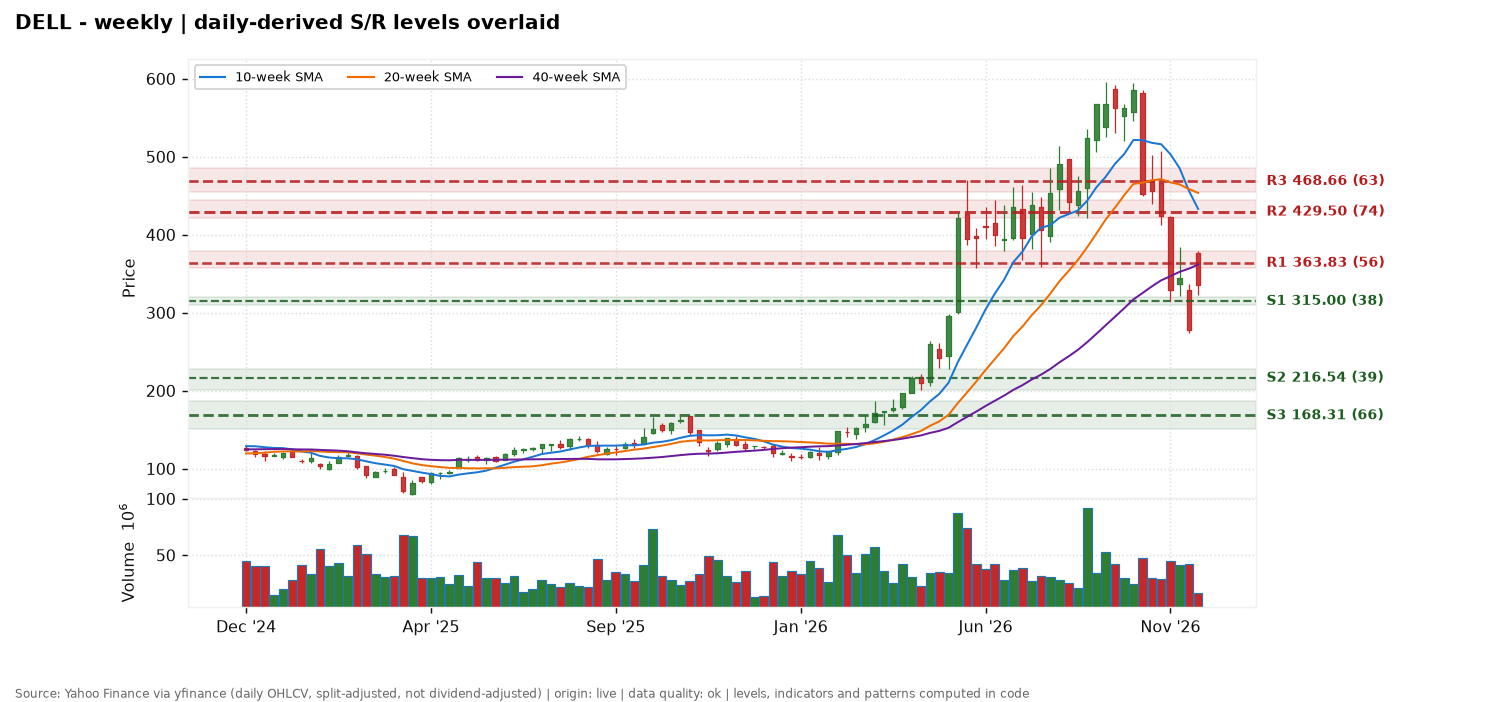 DELL - weekly | daily-derived S/R levels overlaid
10-week SMA 20-week SMA 40-week SMA
Price
600
500
400
300
200
100
R3 468.66 (63)
R2 429.50 (74)
R1 363.83 (56)
S1 315.00 (38)
S2 216.54 (39)
S3 168.31 (66)
Volume 10⁶
100
50
Dec '24 Apr '25 Sep '25 Jan '26 Jun '26 Nov '26
Source: Yahoo Finance via yfinance (daily OHLCV, split-adjusted, not dividend-adjusted) | origin: live | data quality: ok | levels, indicators and patterns computed in code